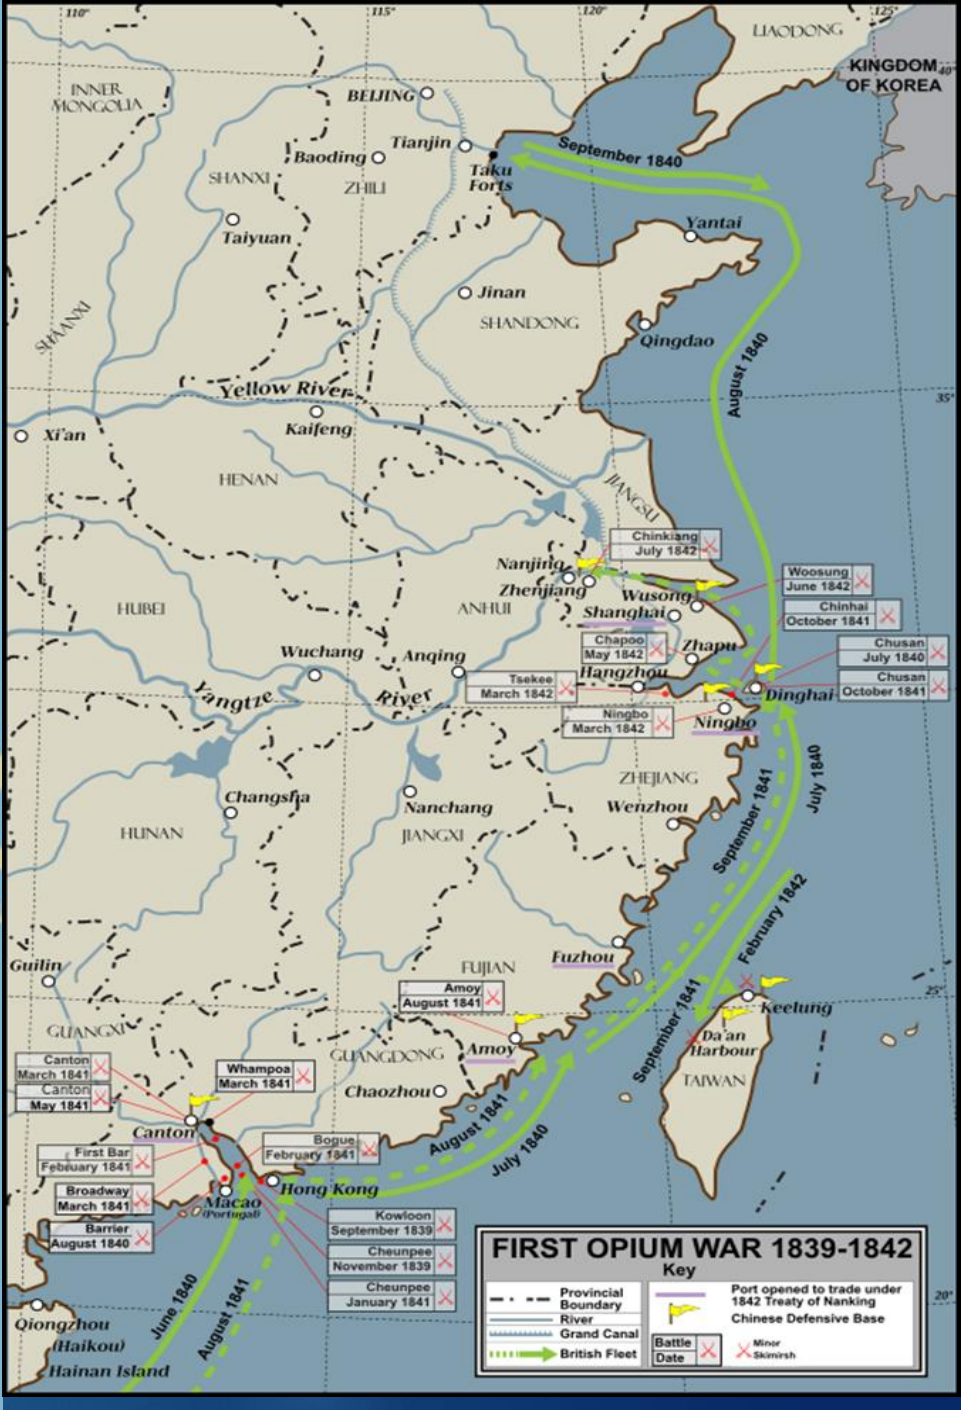 110°
115°
120°
125°
LIAODONG
KINGDOM
OF KOREA
40°
INNER
MONGOLIA
BEIJING
Tianjin
Baoding
Taku
Forts
September 1840
SHANXI
ZHILI
Taiyuan
Yantai
Jinan
SHANDONG
Qingdao
SHAANXI
August 1840
Yellow River
35°
Kaifeng
Xi'an
HENAN
JIANGSU
Chinkiang
July 1842
Nanjing
Zhenjiang
Woosung
June 1842
Wusong
Shanghai
HUBEI
ANHUI
Chinhai
October 1841
Chapoo
May 1842
Zhapu
Chusan
July 1840
Wuchang
Anqing
Hangzhou
Tsekee
March 1842
Chusan
October 1841
Yangtze
River
Dinghai
Ningbo
March 1842
Ningbo
ZHEJIANG
September 1841
July 1840
Changsha
Nanchang
Wenzhou
HUNAN
JIANGXI
February 1842
Guilin
Fuzhou
FUJIAN
Amoy
August 1841
September 1841
25°
Keelung
GUANGXI
Amoy
Da'an
Harbour
GUANGDONG
Canton
March 1841
Whampoa
March 1841
TAIWAN
Canton
May 1841
Chaozhou
August 1841
July 1840
Canton
Bogue
February 1841
First Bar
February 1841
Broadway
March 1841
Hong Kong
Macao
(Portugal)
Barrier
August 1840
Kowloon
September 1839
Cheunpee
November 1839
Cheunpee
January 1841
June 1840
August 1841
20°
Qiongzhou
(Haikou)
Hainan Island
FIRST OPIUM WAR 1839-1842
Key
Provincial
Boundary
River
Grand Canal
British Fleet
Port opened to trade under
1842 Treaty of Nanking
Chinese Defensive Base
Battle
Date
Minor
Skimirsh